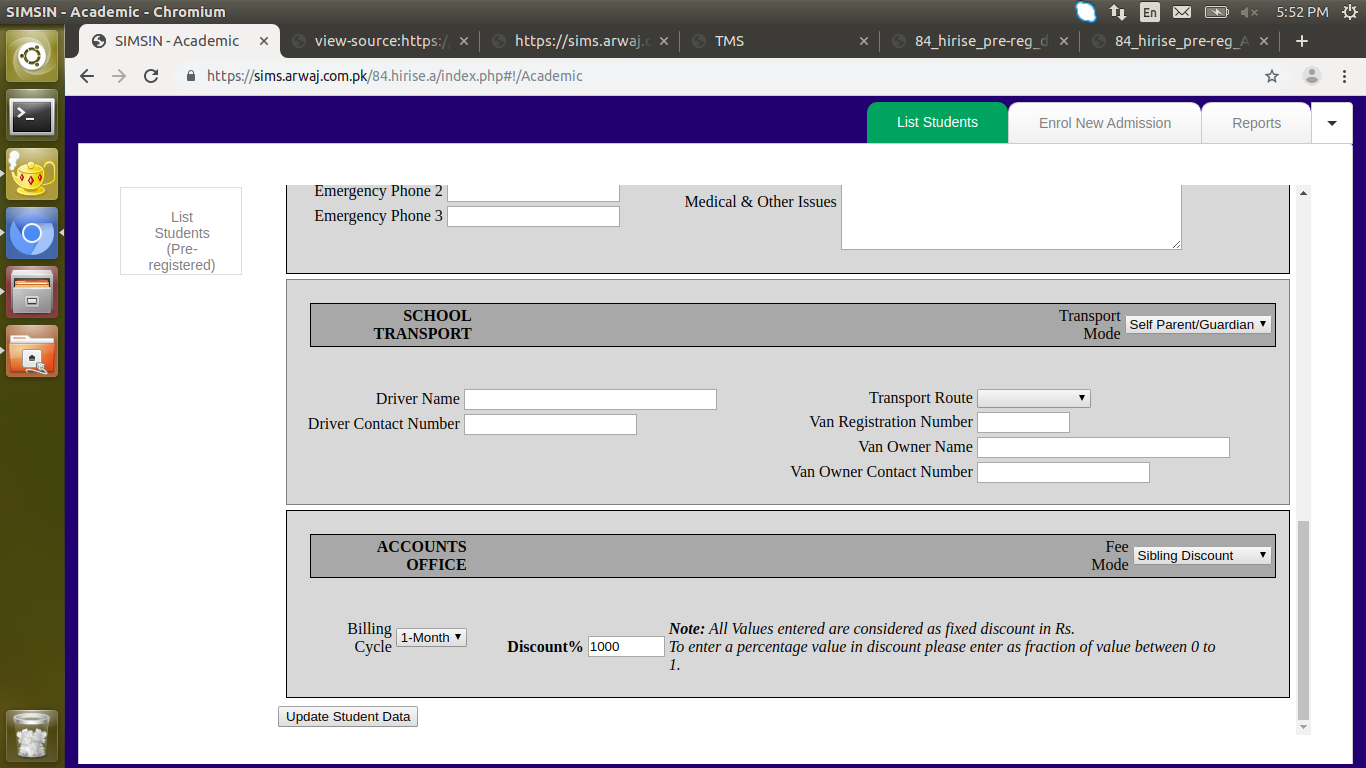 SIMS!N - Academic - Chromium
En
5:52 PM
SIMS!N - Academic
view-source:https:/
https://sims.arwaj.c
TMS
84_hirise_pre-reg_d
84_hirise_pre-reg_A
https://sims.arwaj.com.pk/84.hirise.a/index.php#!/Academic
List Students
Enrol New Admission
Reports
List
Students
(Pre-
registered)
Emergency Phone 2
Emergency Phone 3
Medical & Other Issues
SCHOOL
TRANSPORT
Transport
Mode
Self Parent/Guardian
Driver Name
Driver Contact Number
Transport Route
Van Registration Number
Van Owner Name
Van Owner Contact Number
ACCOUNTS
OFFICE
Fee
Mode
Sibling Discount
Billing
Cycle
1-Month
Discount%
1000
Note: All Values entered are considered as fixed discount in Rs.
To enter a percentage value in discount please enter as fraction of value between 0 to
1.
Update Student Data